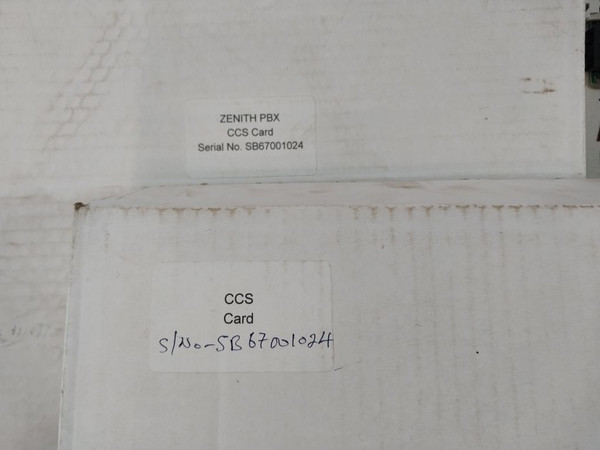 ZENITH PBX
CCS Card
Serial No. SB67001024
CCS
Card
S/No-SB67001024